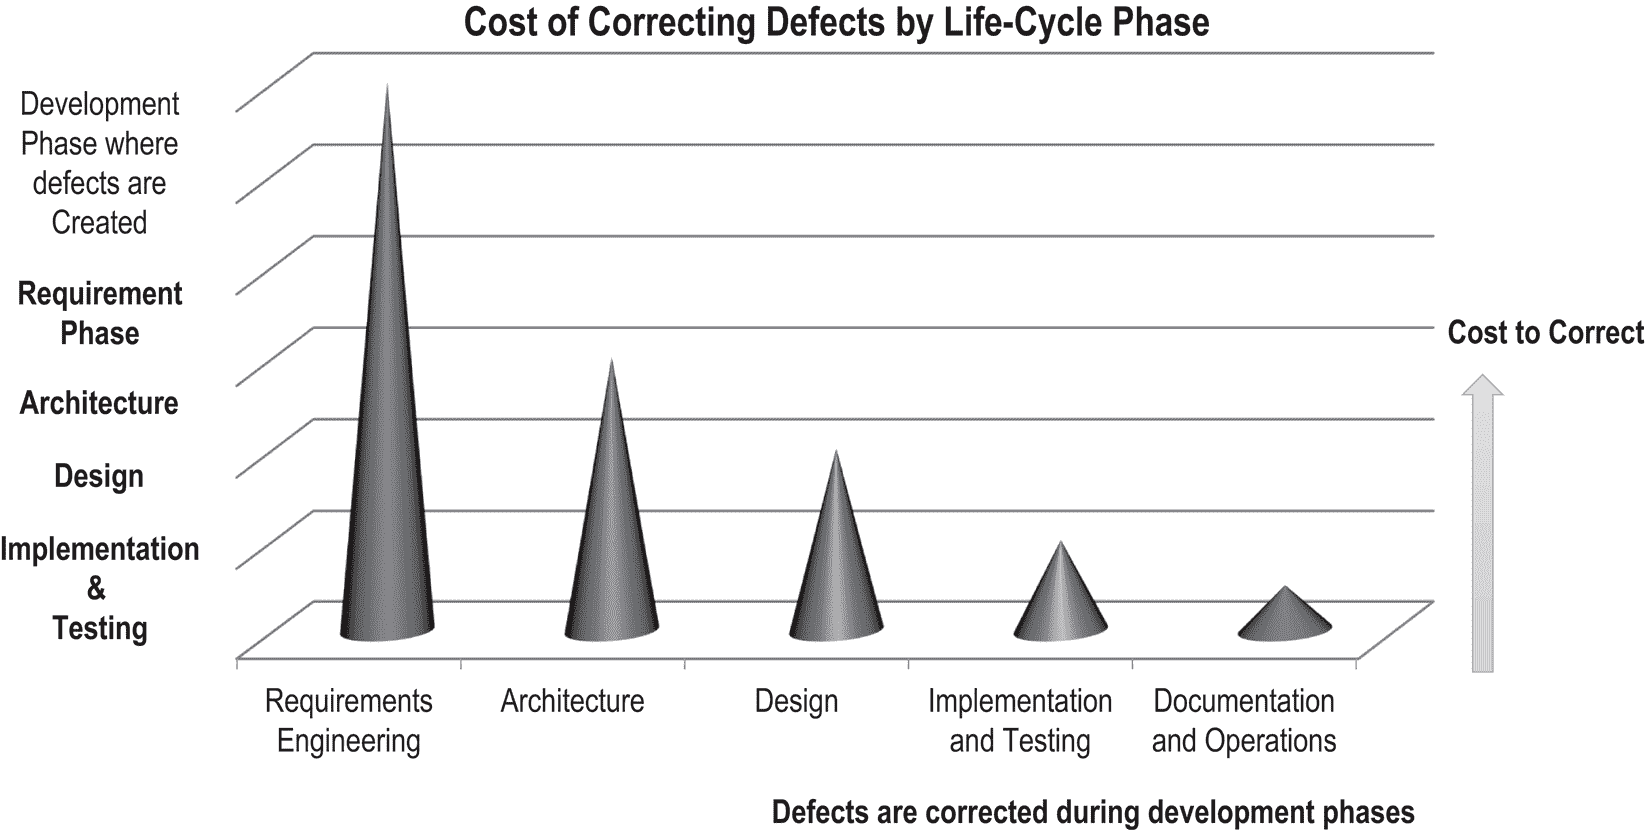 Cost of Correcting Defects by Life-Cycle Phase
Development
Phase where
defects are
Created
Requirement
Phase
Architecture
Design
Implementation
&
Testing
Cost to Correct
Requirements
Engineering
Architecture
Design
Implementation
and Testing
Documentation
and Operations
Defects are corrected during development phases